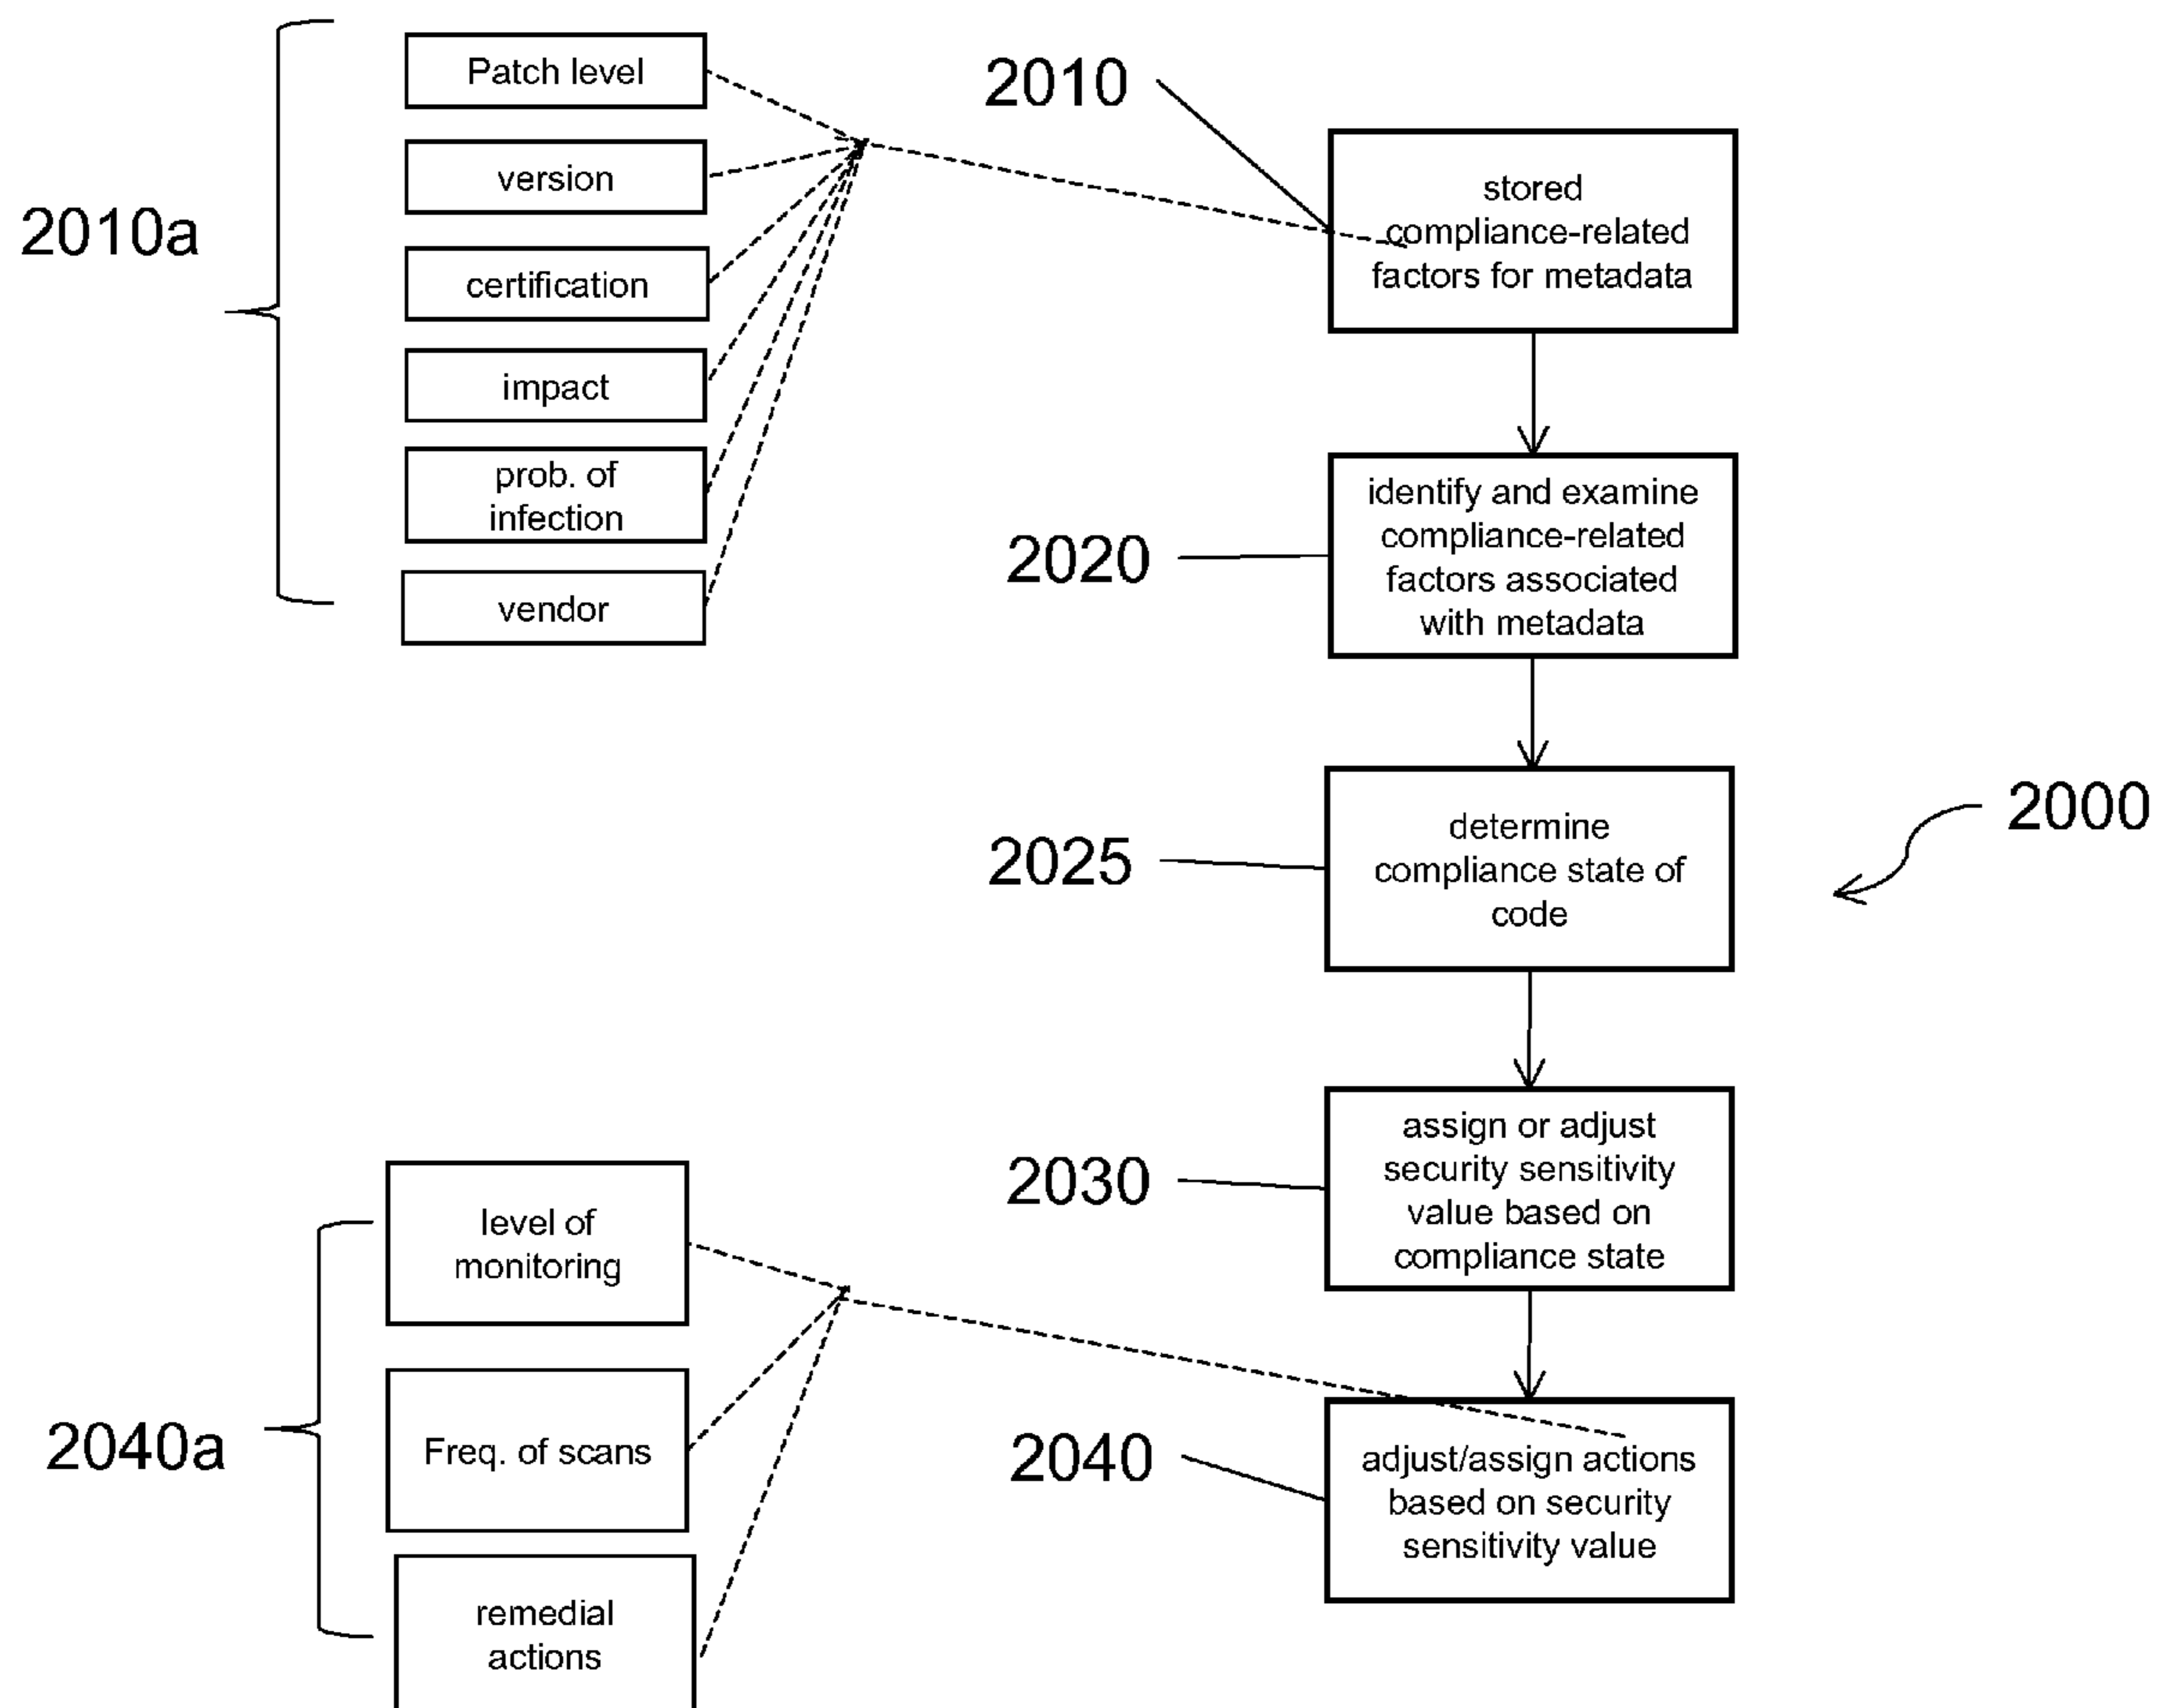 Patch level
version
certification
impact
prob. of
infection
vendor
2010a
2010
stored
compliance-related
factors for metadata
2020
identify and examine
compliance-related
factors associated
with metadata
2025
determine
compliance state of
code
2000
2030
assign or adjust
security sensitivity
value based on
compliance state
level of
monitoring
Freq. of scans
remedial
actions
2040a
2040
adjust/assign actions
based on security
sensitivity value